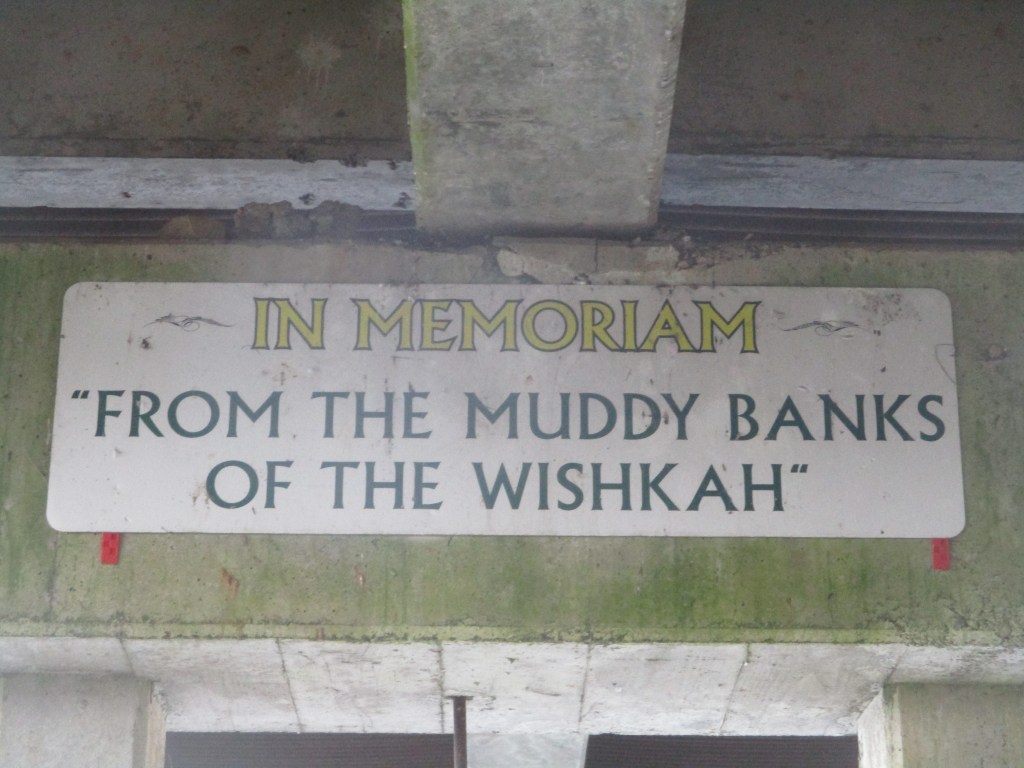 IN MEMORIAM
“FROM THE MUDDY BANKS
OF THE WISHKAH“